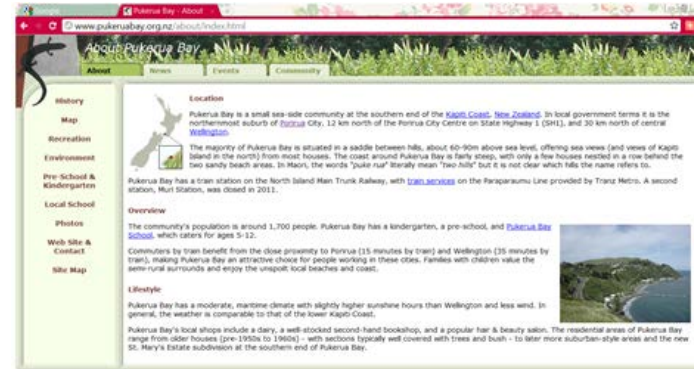 Google
Pukerua Bay - About
www.pukeruabay.org.nz/about/index.html
About Pukerua Bay
About News Events Community
History
Map
Recreation
Environment
Pre-School &
Kindergarten
Local School
Photos
Web Site &
Contact
Site Map
Location
Pukerua Bay is a small sea-side community at the southern end of the Kapiti Coast, New Zealand. In local government terms it is the
northernmost suburb of Porirua City, 12 km north of the Porirua City Centre on State Highway 1 (SH1), and 30 km north of central
Wellington.
The majority of Pukerua Bay is situated in a saddle between hills, about 60-90m above sea level, offering sea views (and views of Kapiti
Island in the north) from most houses. The coast around Pukerua Bay is fairly steep, with only a few houses nestled in a row behind the
two sandy beach areas. In Maori, the words "puke rua" literally mean "two hills" but it is not clear which hills the name refers to.
Pukerua Bay has a train station on the North Island Main Trunk Railway, with train services on the Paraparaumu Line provided by Tranz Metro. A second
station, Muri Station, was closed in 2011.
Overview
The community's population is around 1,700 people. Pukerua Bay has a kindergarten, a pre-school, and Pukerua Bay
School, which caters for ages 5-12.
Commuters by train benefit from the close proximity to Porirua (15 minutes by train) and Wellington (35 minutes by
train), making Pukerua Bay an attractive choice for people working in these cities. Families with children value the
semi-rural surrounds and enjoy the unspoilt local beaches and coast.
Lifestyle
Pukerua Bay has a moderate, maritime climate with slightly higher sunshine hours than Wellington and less wind. In
general, the weather is comparable to that of the lower Kapiti Coast.
Pukerua Bay's local shops include a dairy, a well-stocked second-hand bookshop, and a popular hair & beauty salon. The residential areas of Pukerua Bay
range from older houses (pre-1950s to 1960s) - with sections typically well covered with trees and bush - to later more suburban-style areas and the new
St. Mary's Estate subdivision at the southern end of Pukerua Bay.